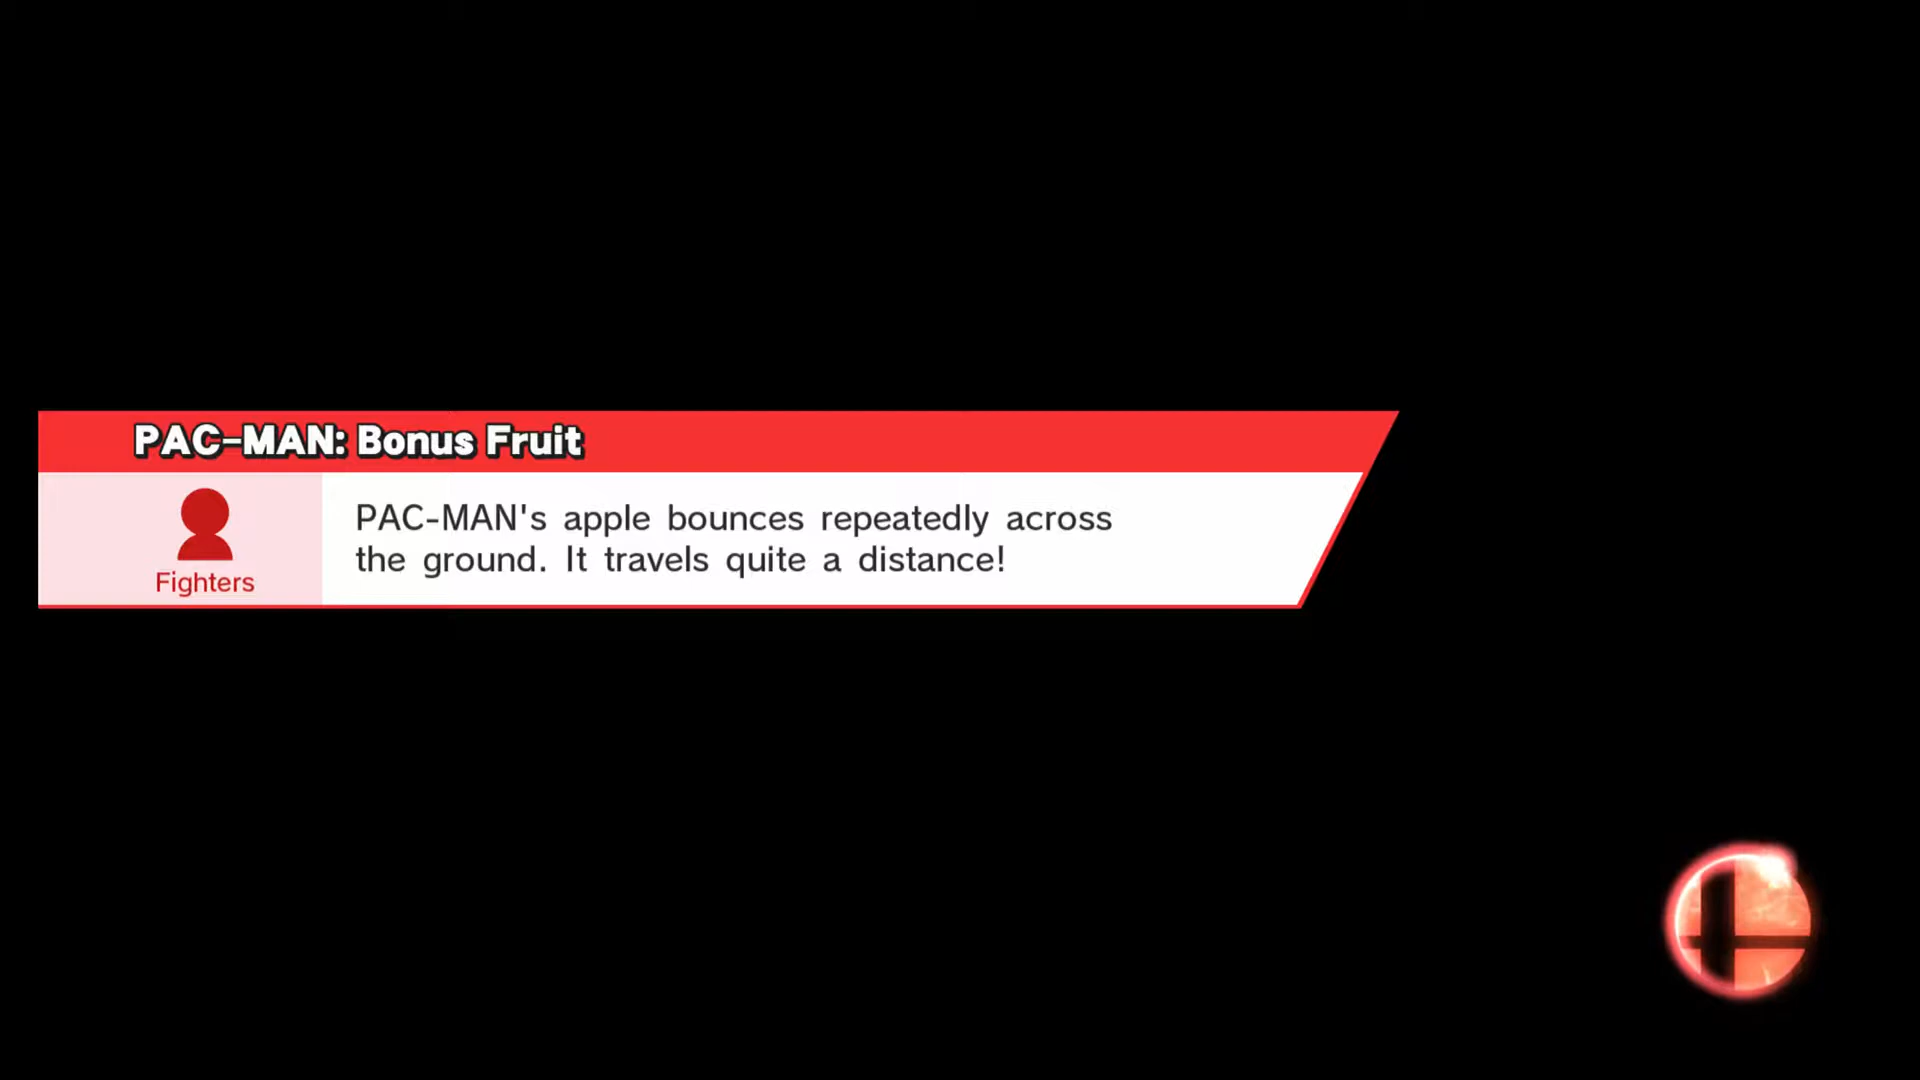 PAC-MAN: Bonus Fruit
Fighters
PAC-MAN's apple bounces repeatedly across
the ground. It travels quite a distance!